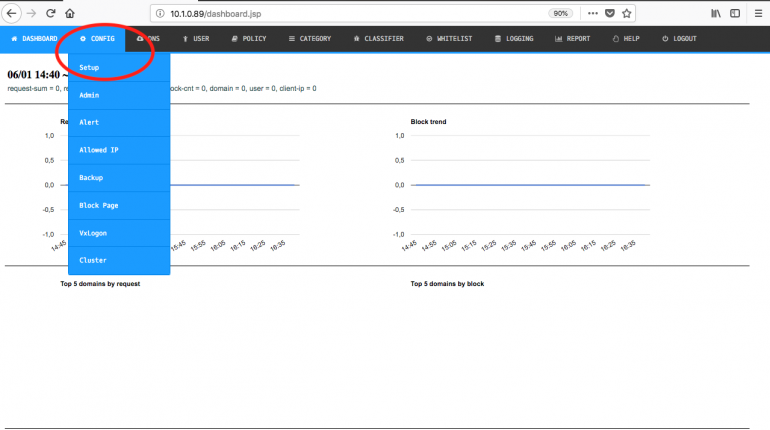 10.1.0.89/dashboard.jsp
90%
DASHBOARD CONFIG DNS USER POLICY CATEGORY CLASSIFIER WHITELIST LOGGING REPORT HELP LOGOUT
Setup
Admin
Alert
Allowed IP
Backup
Block Page
VxLogon
Cluster
06/01 14:40 ~
request-sum = 0, re ock-cnt = 0, domain = 0, user = 0, client-ip = 0
Re
1,0
0,5
0,0
-0,5
-1,0
14:45 15:45 15:55 16:05 16:15 16:25 16:35
Block trend
1,0
0,5
0,0
-0,5
-1,0
14:45 14:55 15:05 15:15 15:25 15:35 15:45 15:55 16:05 16:15 16:25 16:35
Top 5 domains by request
Top 5 domains by block